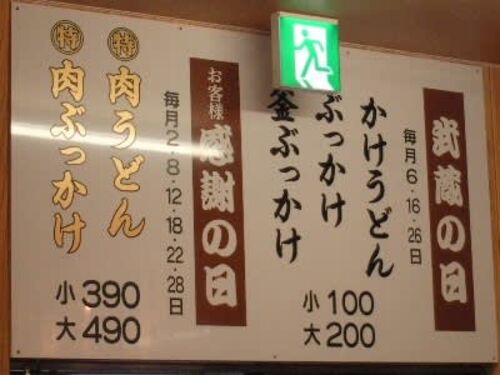 武蔵の日
毎月6・16・26日
かけうどん
ぶっかけ
釜ぶっかけ
小100
大200
お客様
感謝の日
毎月2・8・12・18・22・28日
特肉うどん
特肉ぶっかけ
小390
大490